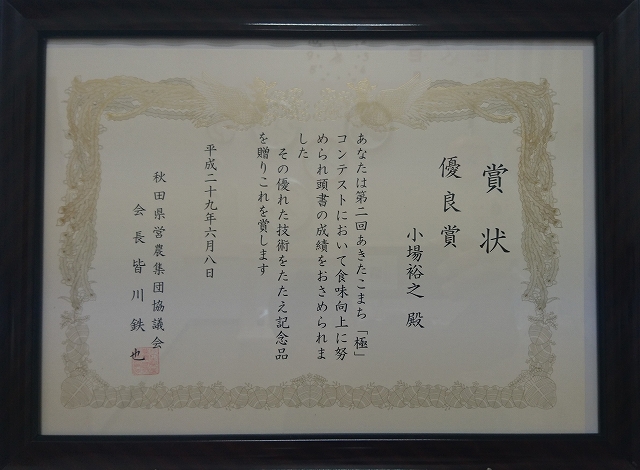 賞状
優良賞
小場裕之 殿
あなたは第二回あきたこまち「極」
コンテストにおいて食味向上に努
められ頭書の成績をおさめられま
した
その優れた技術をたたえ記念品
を贈りこれを賞します
平成二十九年六月八日
秋田県営農集団協議会
会長 皆川鉄也